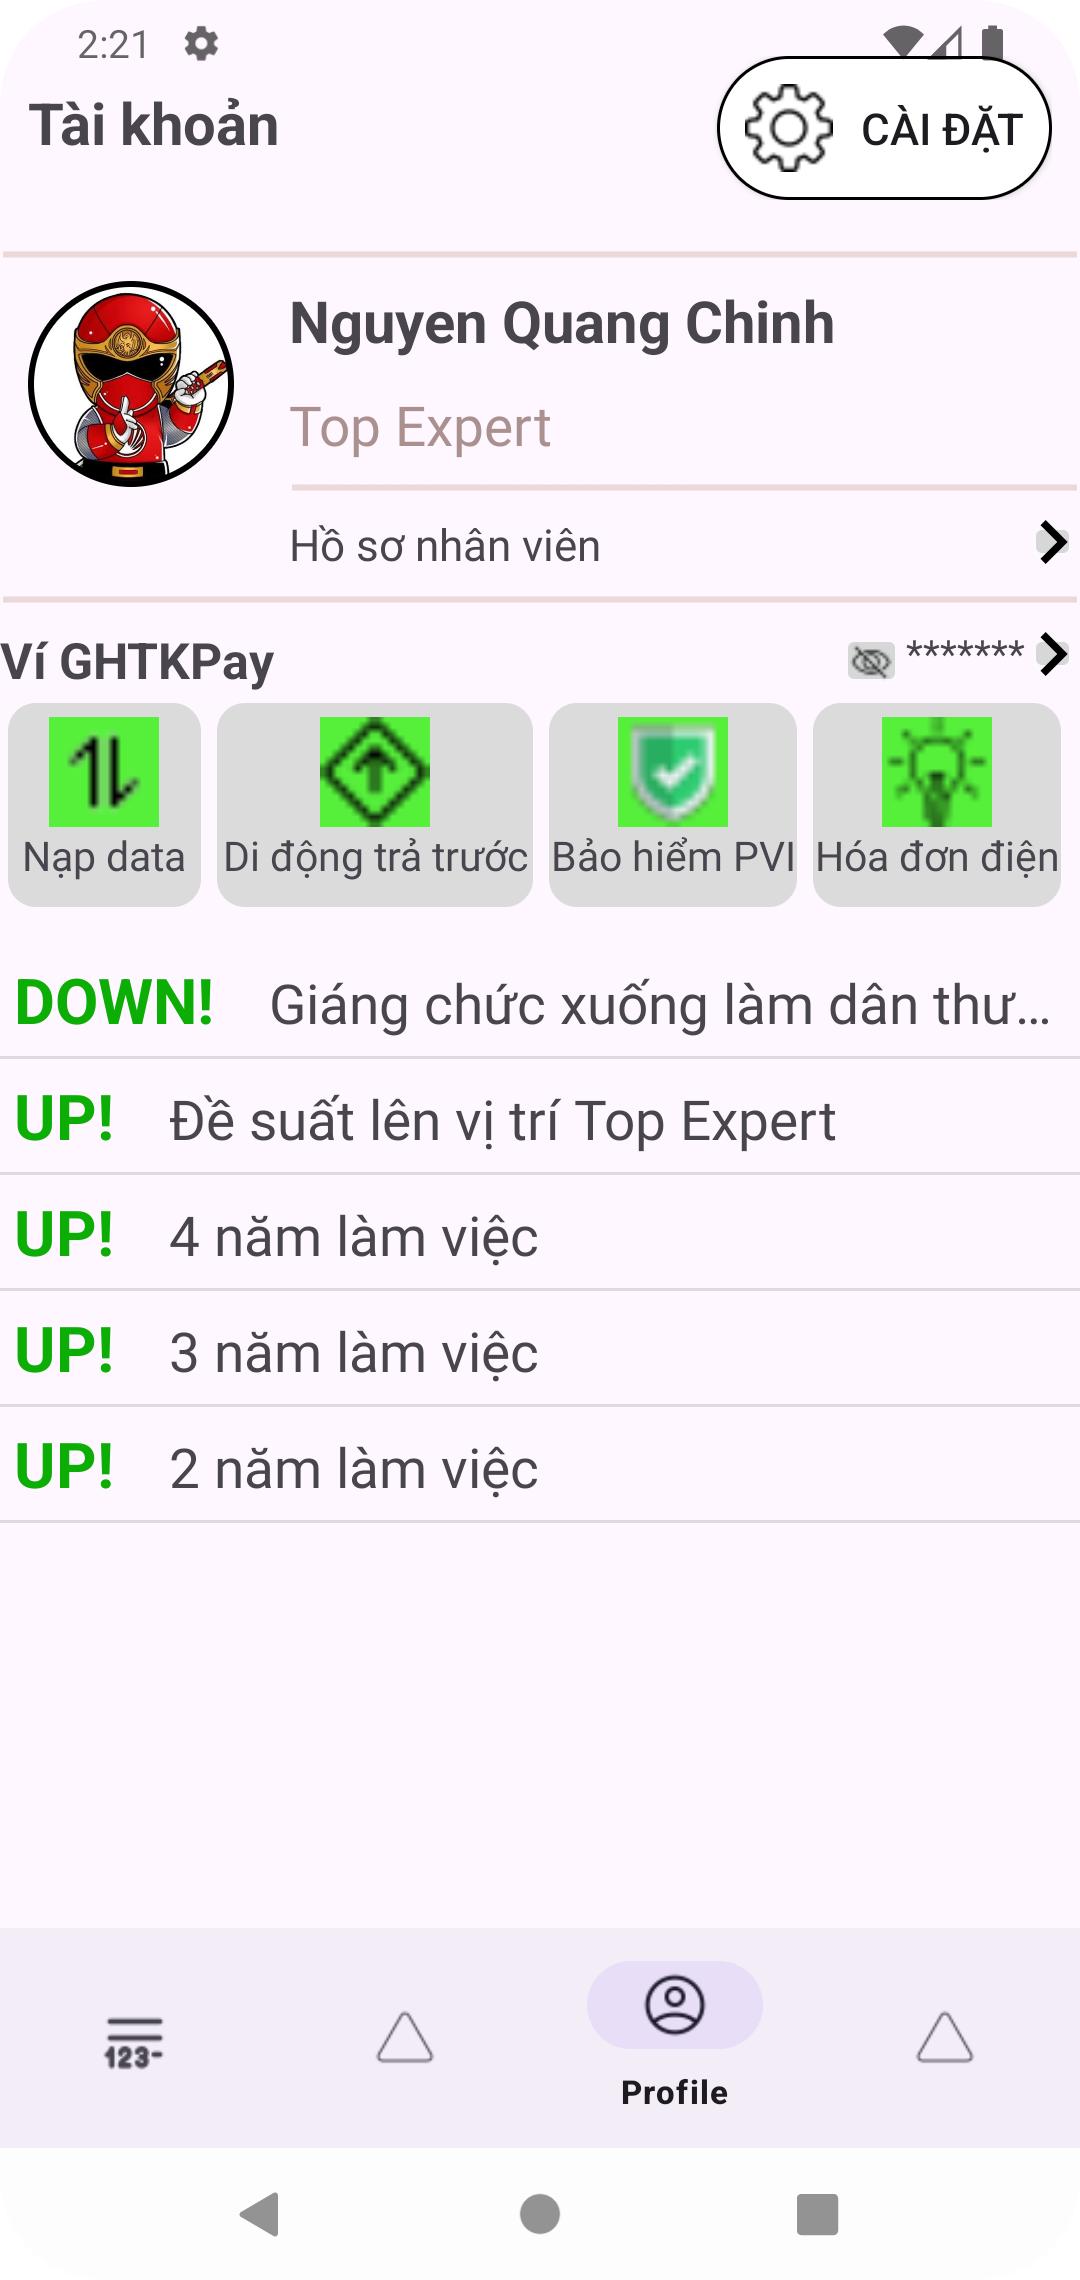 2:21
Tài khoản
CÀI ĐẶT
Nguyen Quang Chinh
Top Expert
Hồ sơ nhân viên
Ví GHTKPay
*******
Nạp data
Di động trả trước
Bảo hiểm PVI
Hóa đơn điện
DOWN! Giáng chức xuống làm dân thư...
UP! Đề suất lên vị trí Top Expert
UP! 4 năm làm việc
UP! 3 năm làm việc
UP! 2 năm làm việc
123-
Profile